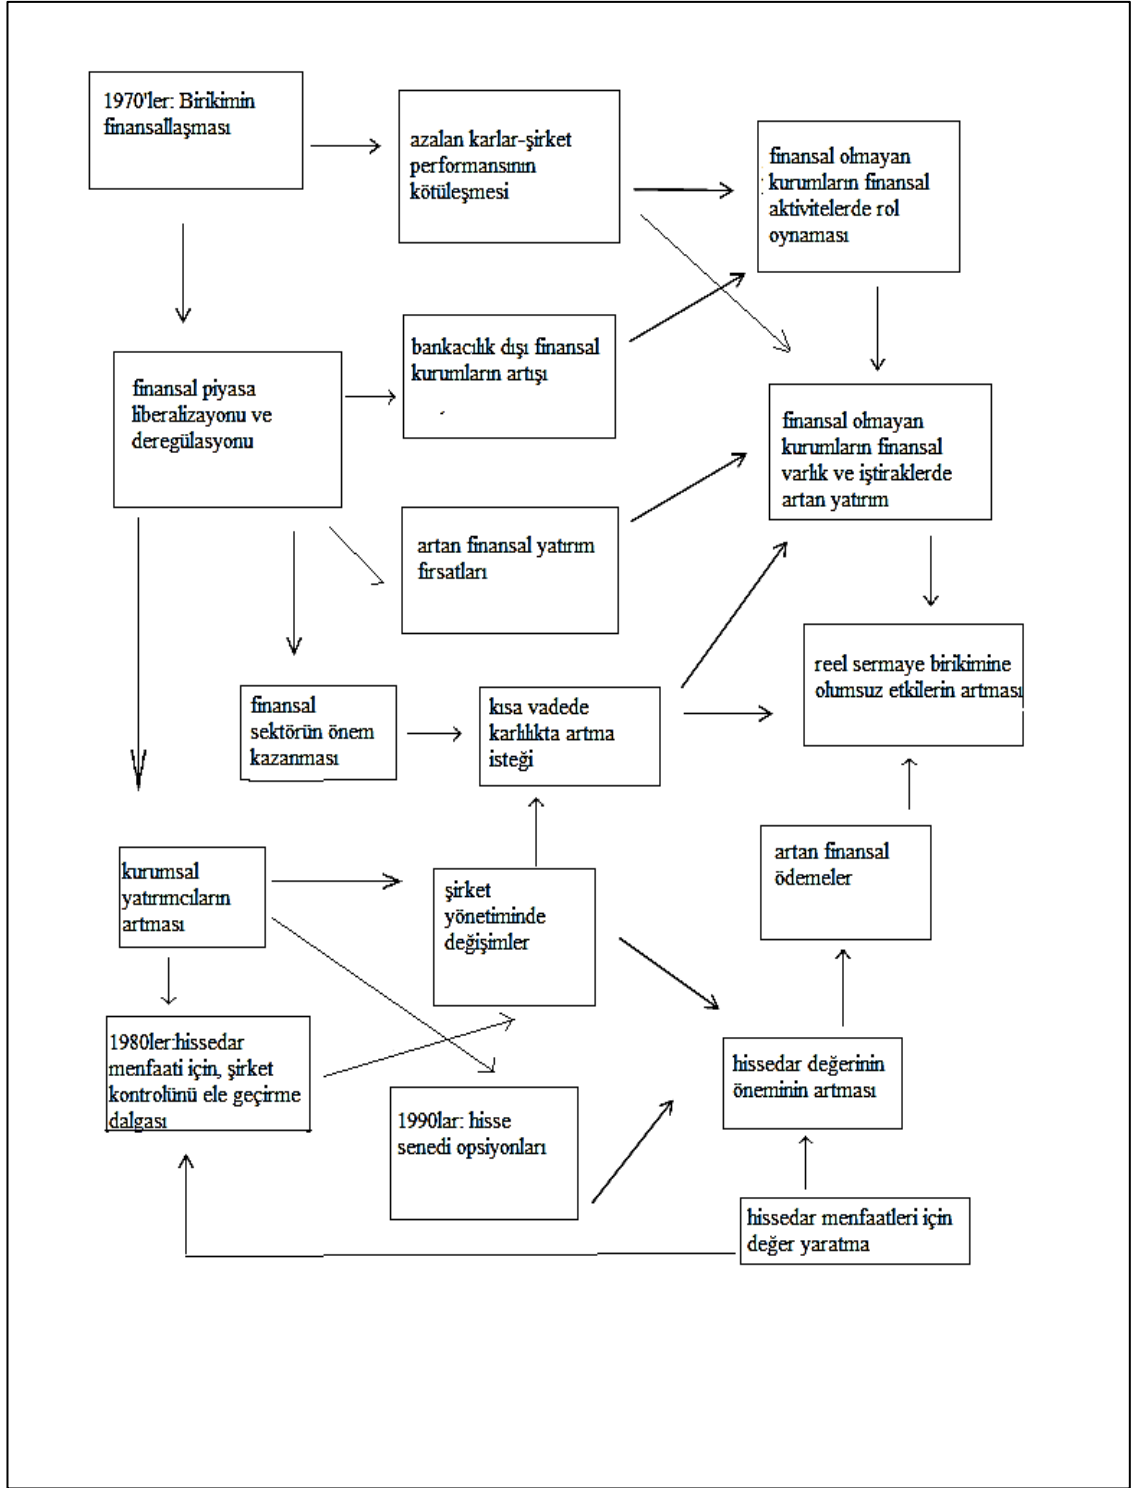 1970'ler: Birikimin
finansallaşması
azalan karlar-şirket
performansının
kötüleşmesi
finansal olmayan
kurumların finansal
aktivitelerde rol
oynaması
bankacılık dışı finansal
kurumların artışı
finansal piyasa
liberalizayonu ve
deregülasyonu
finansal olmayan
kurumların finansal
varlık ve iştiraklerde
artan yatırım
artan finansal yatırım
fırsatları
reel sermaye birikimine
olumsuz etkilerin artması
finansal
sektörün önem
kazanması
kısa vadede
karlılıkta artma
isteği
artan finansal
ödemeler
kurumsal
yatırımcıların
artması
şirket
yönetiminde
değişimler
1980ler:hissedar
menfaati için, şirket
kontrolünü ele geçirme
dalgası
hissedar değerinin
öneminin artması
1990lar: hisse
senedi opsiyonları
hissedar menfaatleri için
değer yaratma